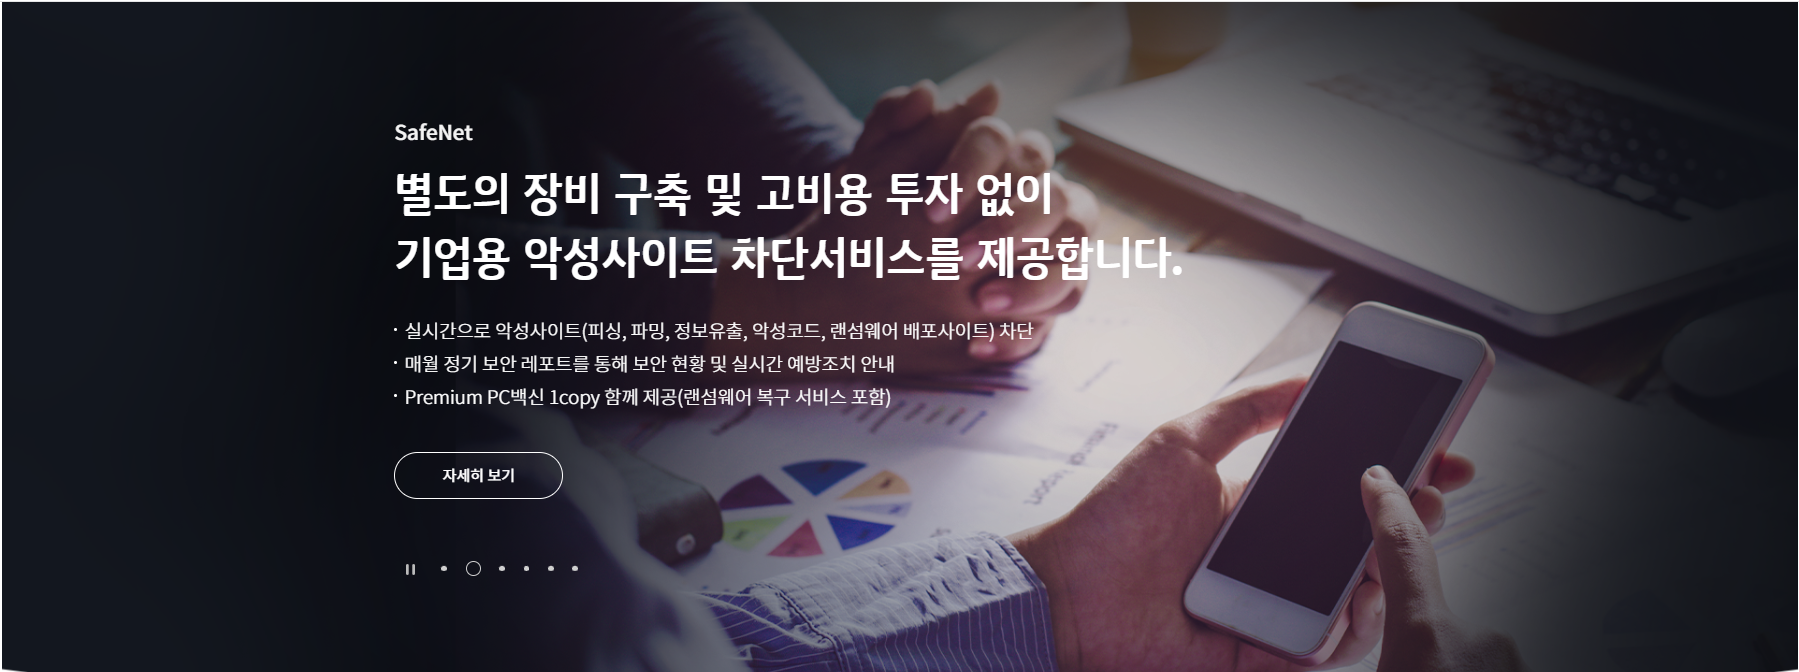 SafeNet
별도의 장비 구축 및 고비용 투자 없이
기업용 악성사이트 차단서비스를 제공합니다.
· 실시간으로 악성사이트(피싱, 파밍, 정보유출, 악성코드, 랜섬웨어 배포사이트) 차단
· 매월 정기 보안 레포트를 통해 보안 현황 및 실시간 예방조치 안내
· Premium PC백신 1copy 함께 제공(랜섬웨어 복구 서비스 포함)
자세히 보기
Financial Report